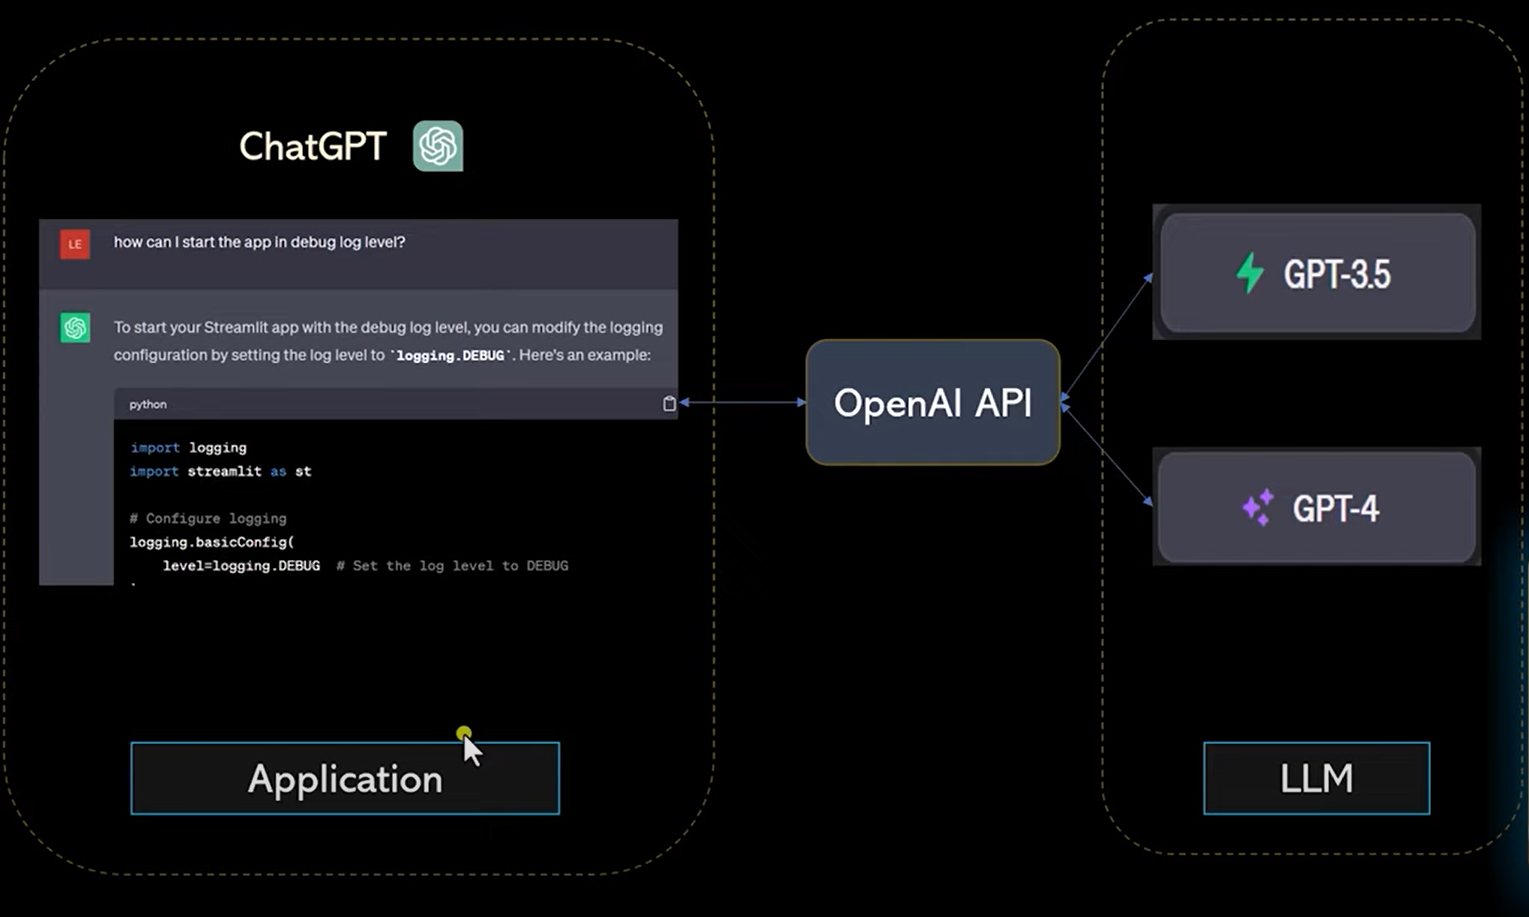 ChatGPT
LE
how can I start the app in debug log level?
To start your Streamlit app with the debug log level, you can modify the logging
configuration by setting the log level to `logging.DEBUG`. Here's an example:
python
import logging
import streamlit as st
# Configure logging
logging.basicConfig(
level=logging.DEBUG  # Set the log level to DEBUG
Application
OpenAI API
GPT-3.5
GPT-4
LLM